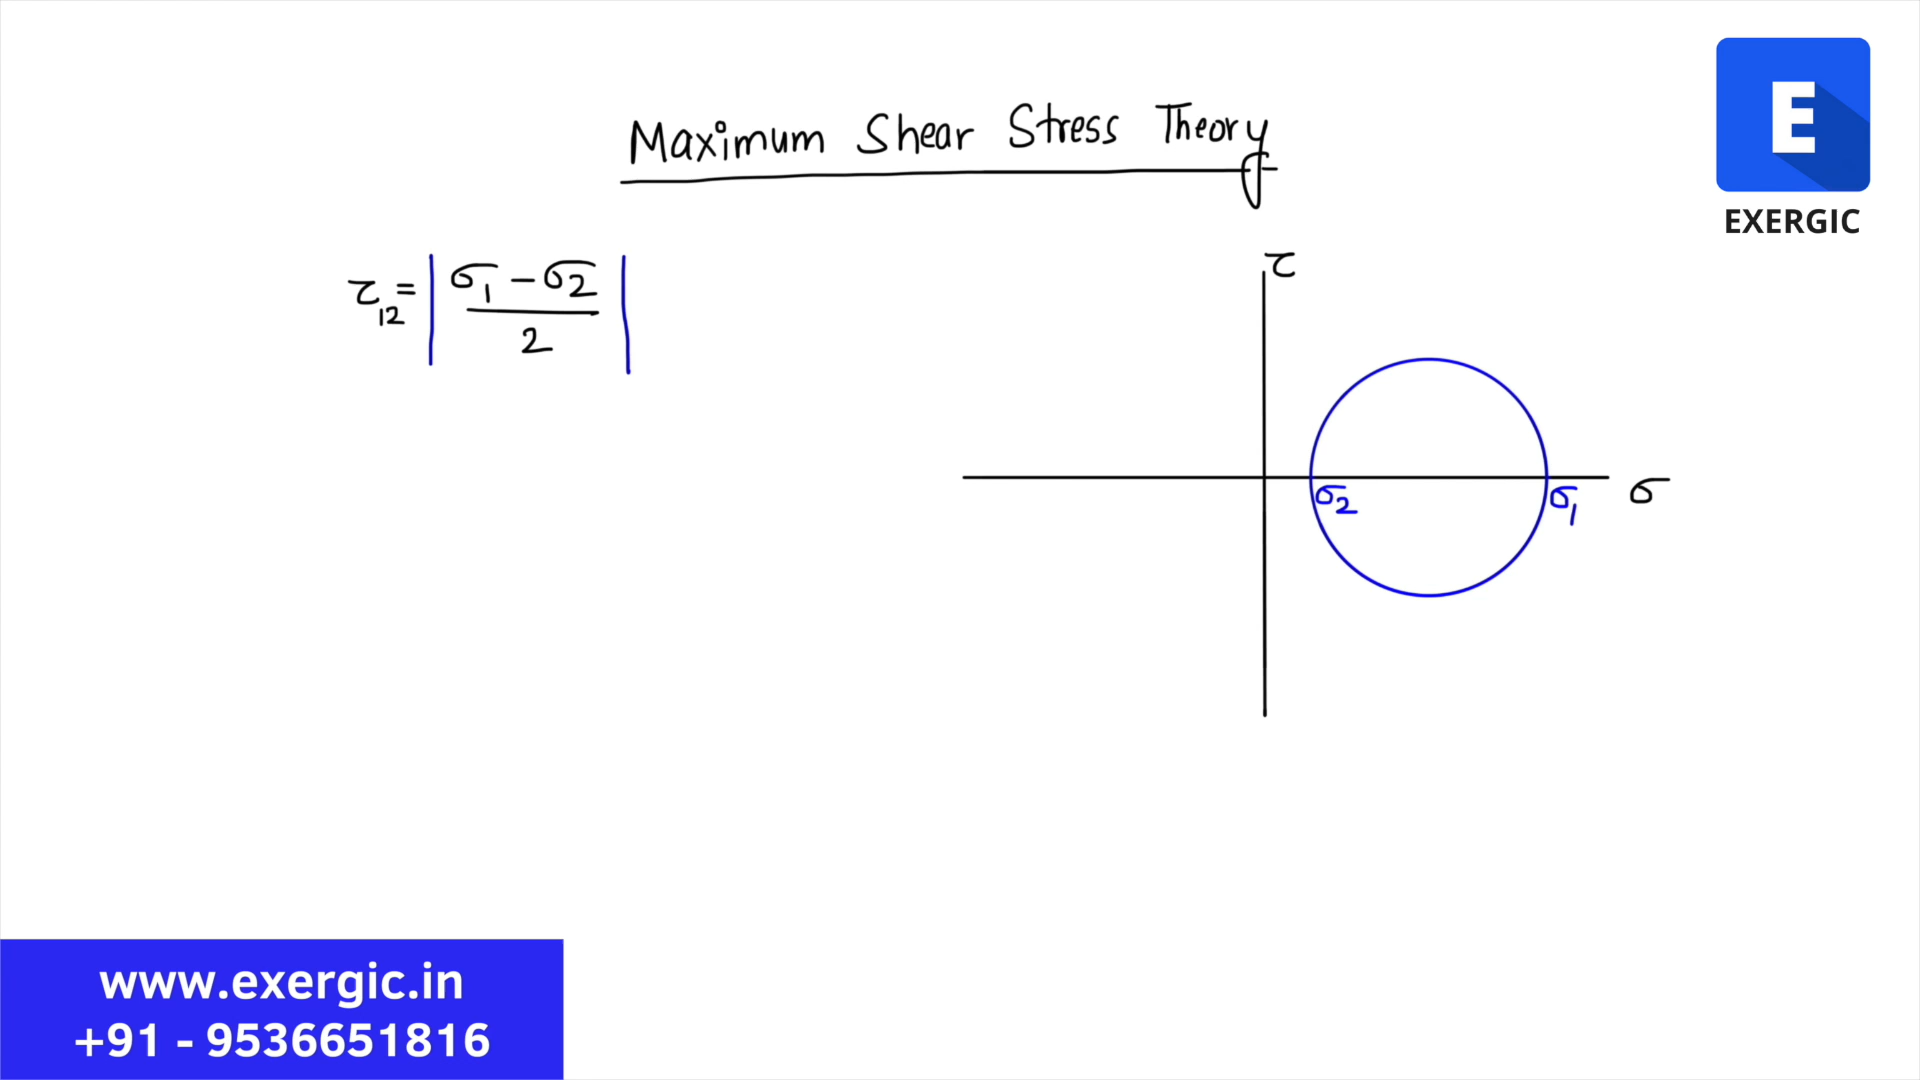 E
EXERGIC
Maximum Shear Stress Theory
τ₁₂ = | (σ₁ − σ₂) / 2 |
τ
σ₂
σ₁
σ
www.exergic.in
+91 - 9536651816